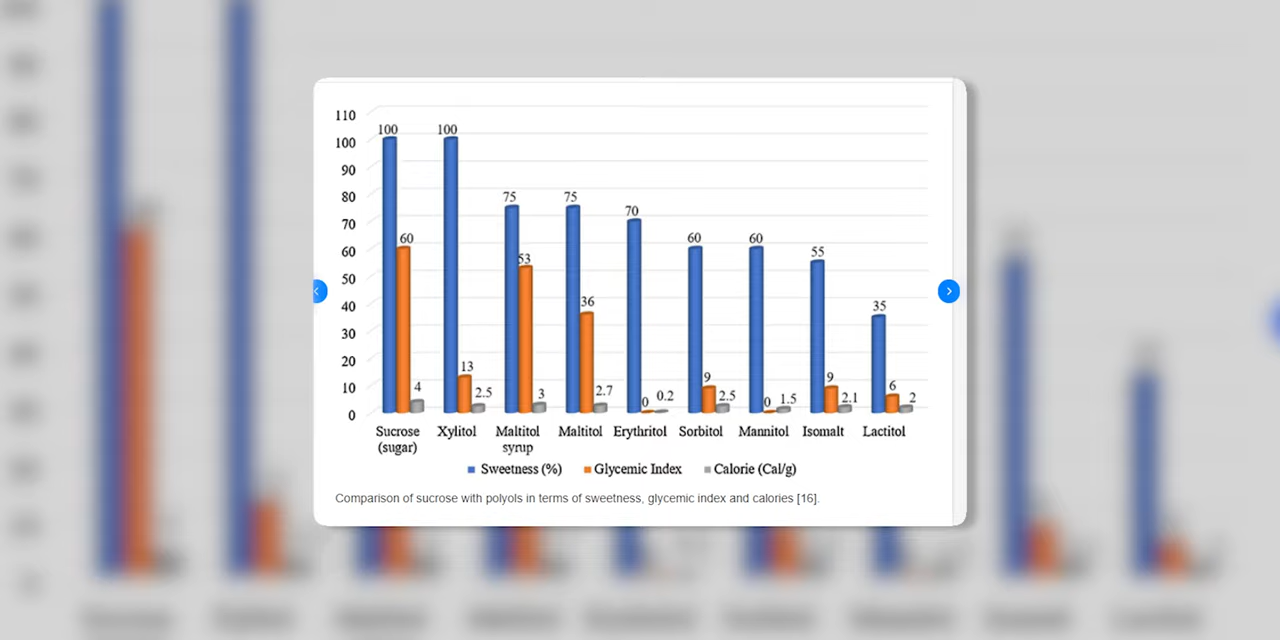 110
100
90
80
70
60
50
40
30
20
10
0
100 60 4
100 13 2.5
75 53 3
75 36 2.7
70 0 0.2
60 9 2.5
60 0 1.5
55 9 2.1
35 6 2
Sucrose (sugar)
Xylitol
Maltitol syrup
Maltitol
Erythritol
Sorbitol
Mannitol
Isomalt
Lactitol
Sweetness (%) Glycemic Index Calorie (Cal/g)
Comparison of sucrose with polyols in terms of sweetness, glycemic index and calories [16].